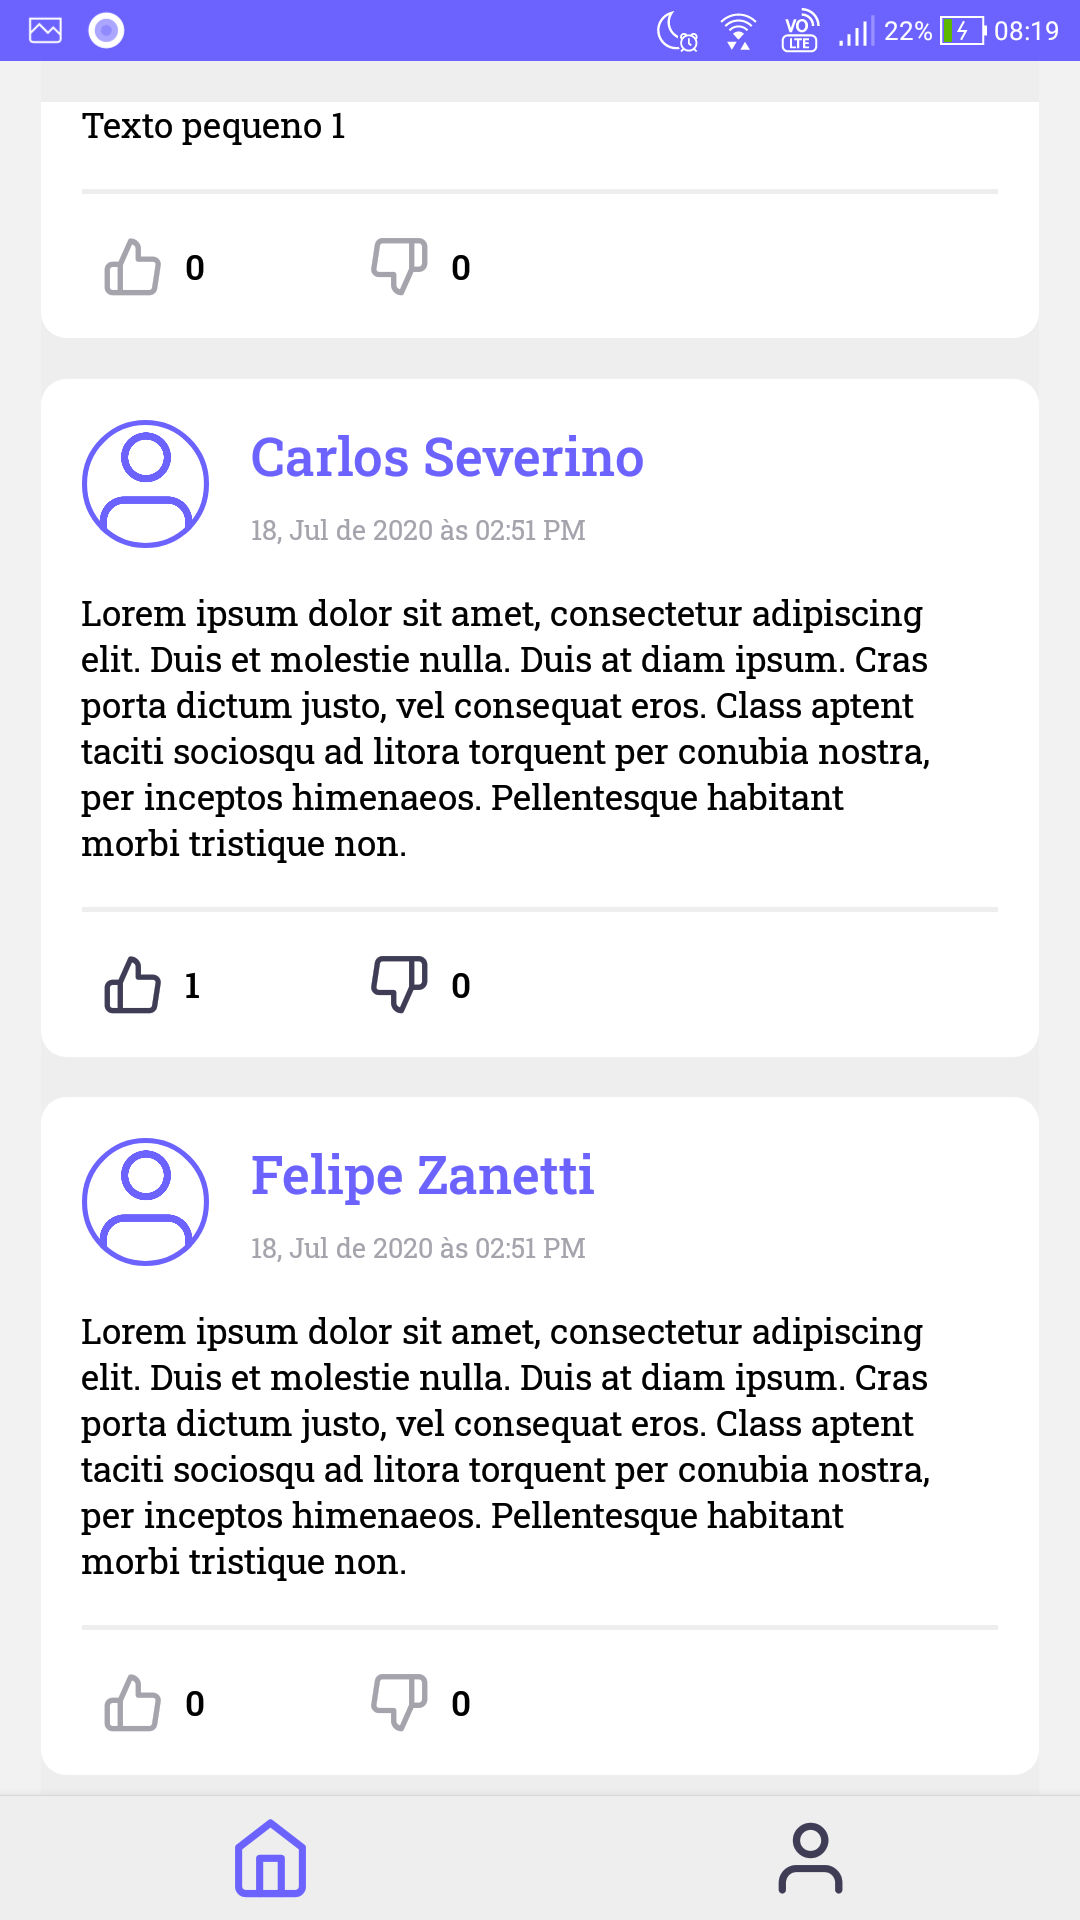 VO LTE 22% 08:19
Texto pequeno 1
0 0
Carlos Severino
18, Jul de 2020 às 02:51 PM
Lorem ipsum dolor sit amet, consectetur adipiscing
elit. Duis et molestie nulla. Duis at diam ipsum. Cras
porta dictum justo, vel consequat eros. Class aptent
taciti sociosqu ad litora torquent per conubia nostra,
per inceptos himenaeos. Pellentesque habitant
morbi tristique non.
1 0
Felipe Zanetti
18, Jul de 2020 às 02:51 PM
Lorem ipsum dolor sit amet, consectetur adipiscing
elit. Duis et molestie nulla. Duis at diam ipsum. Cras
porta dictum justo, vel consequat eros. Class aptent
taciti sociosqu ad litora torquent per conubia nostra,
per inceptos himenaeos. Pellentesque habitant
morbi tristique non.
0 0